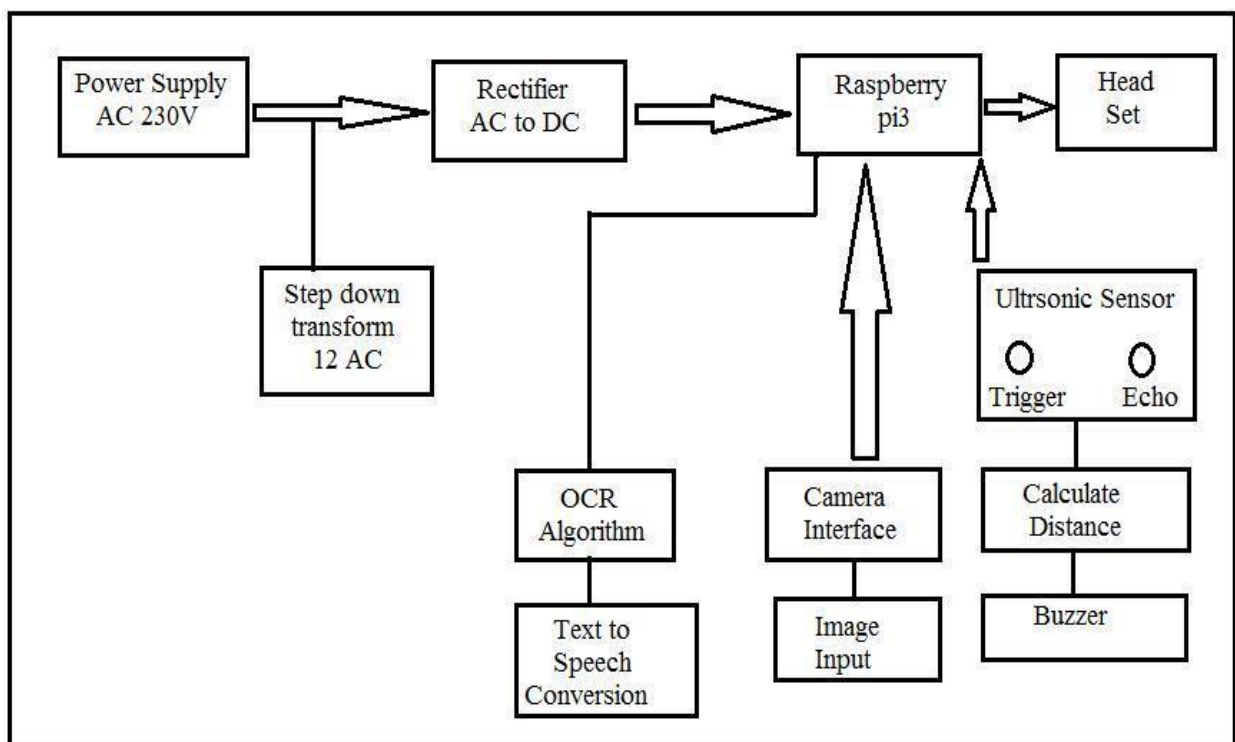 Power Supply
AC 230V
Rectifier
AC to DC
Raspberry
pi3
Head
Set
Step down
transform
12 AC
Ultrsonic Sensor
Trigger
Echo
OCR
Algorithm
Camera
Interface
Calculate
Distance
Text to
Speech
Conversion
Image
Input
Buzzer